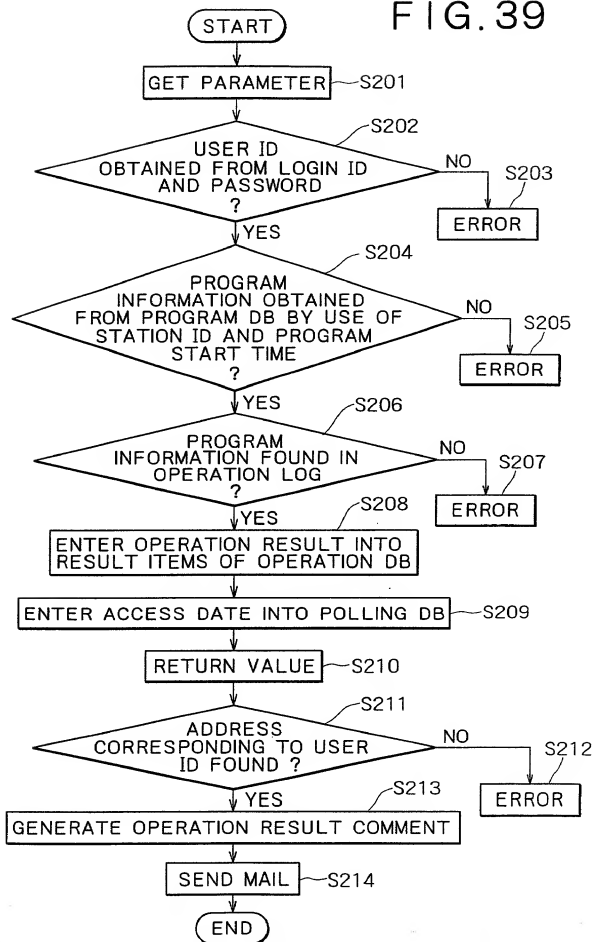 FIG.39
START
GET PARAMETER
S201
S202
USER ID
OBTAINED FROM LOGIN ID
AND PASSWORD
?
NO
S203
ERROR
YES
S204
PROGRAM
INFORMATION OBTAINED
FROM PROGRAM DB BY USE OF
STATION ID AND PROGRAM
START TIME
?
NO
S205
ERROR
YES
S206
PROGRAM
INFORMATION FOUND IN
OPERATION LOG
?
NO
S207
ERROR
YES
S208
ENTER OPERATION RESULT INTO
RESULT ITEMS OF OPERATION DB
ENTER ACCESS DATE INTO POLLING DB
S209
RETURN VALUE
S210
S211
ADDRESS
CORRESPONDING TO USER
ID FOUND ?
NO
S212
ERROR
YES
S213
GENERATE OPERATION RESULT COMMENT
SEND MAIL
S214
END